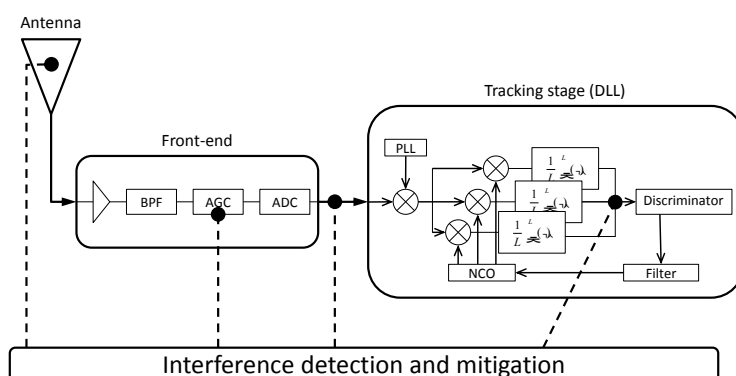 Antenna
Tracking stage (DLL)
Front-end
PLL
BPF
AGC
ADC
Discriminator
NCO
Filter
Interference detection and mitigation